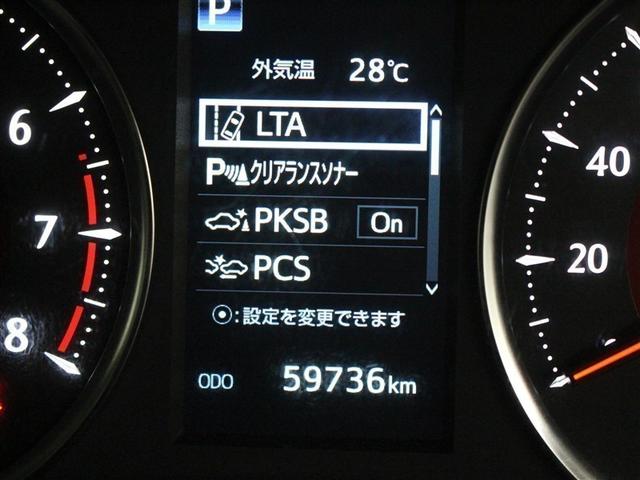 P
外気温 28℃
LTA
Pクリアランスソナー
PKSB On
PCS
⦿:設定を変更できます
ODO 59736km
6
7
8
40
20